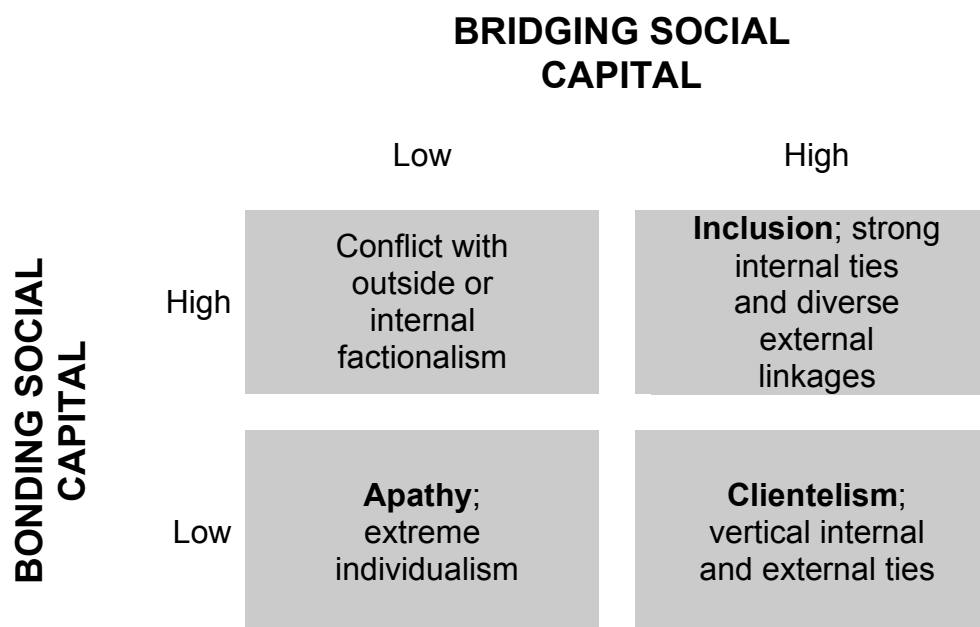 BRIDGING SOCIAL
CAPITAL
Low
High
BONDING SOCIAL
CAPITAL
High
Conflict with
outside or
internal
factionalism
Inclusion; strong
internal ties
and diverse
external
linkages
Low
Apathy;
extreme
individualism
Clientelism;
vertical internal
and external ties